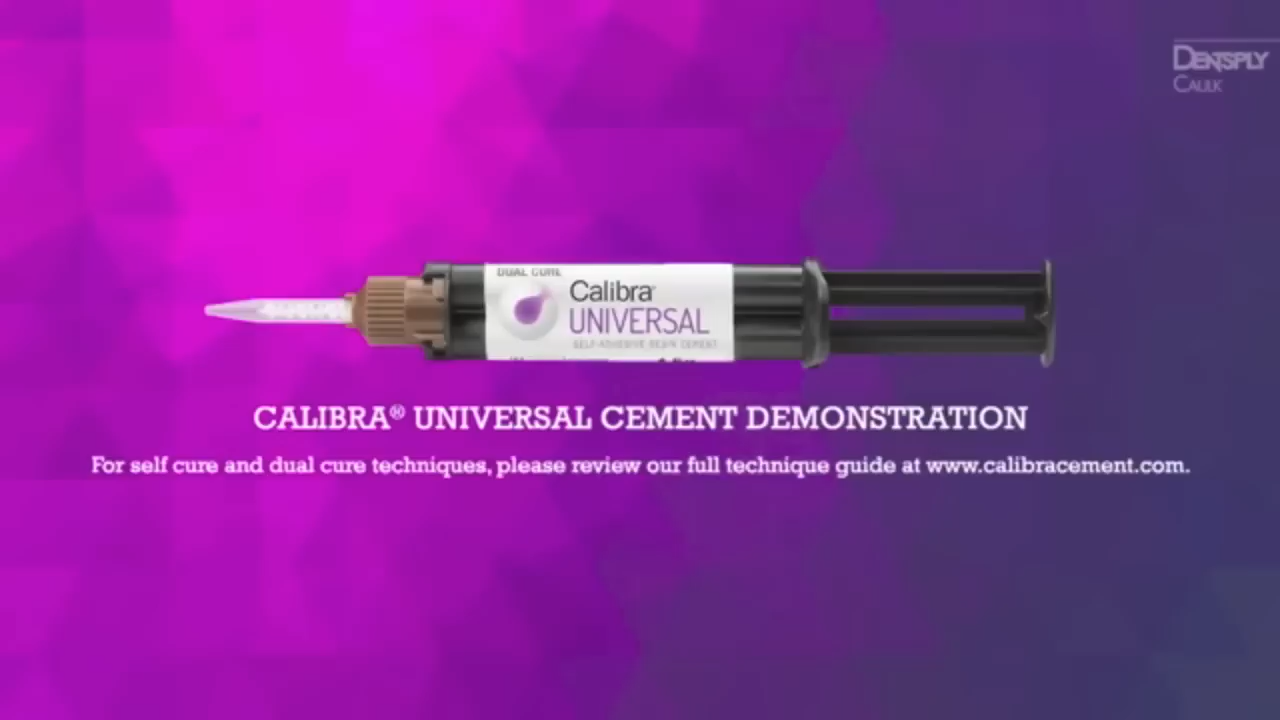 DENTSPLY
CAULK
DUAL CURE
Calibra
UNIVERSAL
SELF-ADHESIVE RESIN CEMENT
CALIBRA® UNIVERSAL CEMENT DEMONSTRATION
For self cure and dual cure techniques, please review our full technique guide at www.calibracement.com.